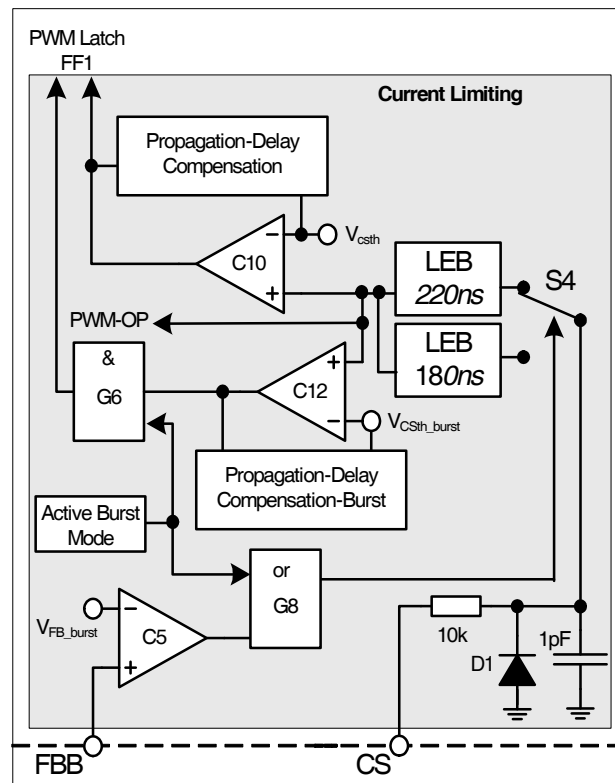 PWM Latch
FF1
Current Limiting
Propagation-Delay
Compensation
Vcsth
C10
LEB
220ns
S4
PWM-OP
LEB
180ns
&
G6
C12
VCSth_burst
Propagation-Delay
Compensation-Burst
Active Burst
Mode
or
G8
VFB_burst
C5
10k
1pF
D1
FBB
CS